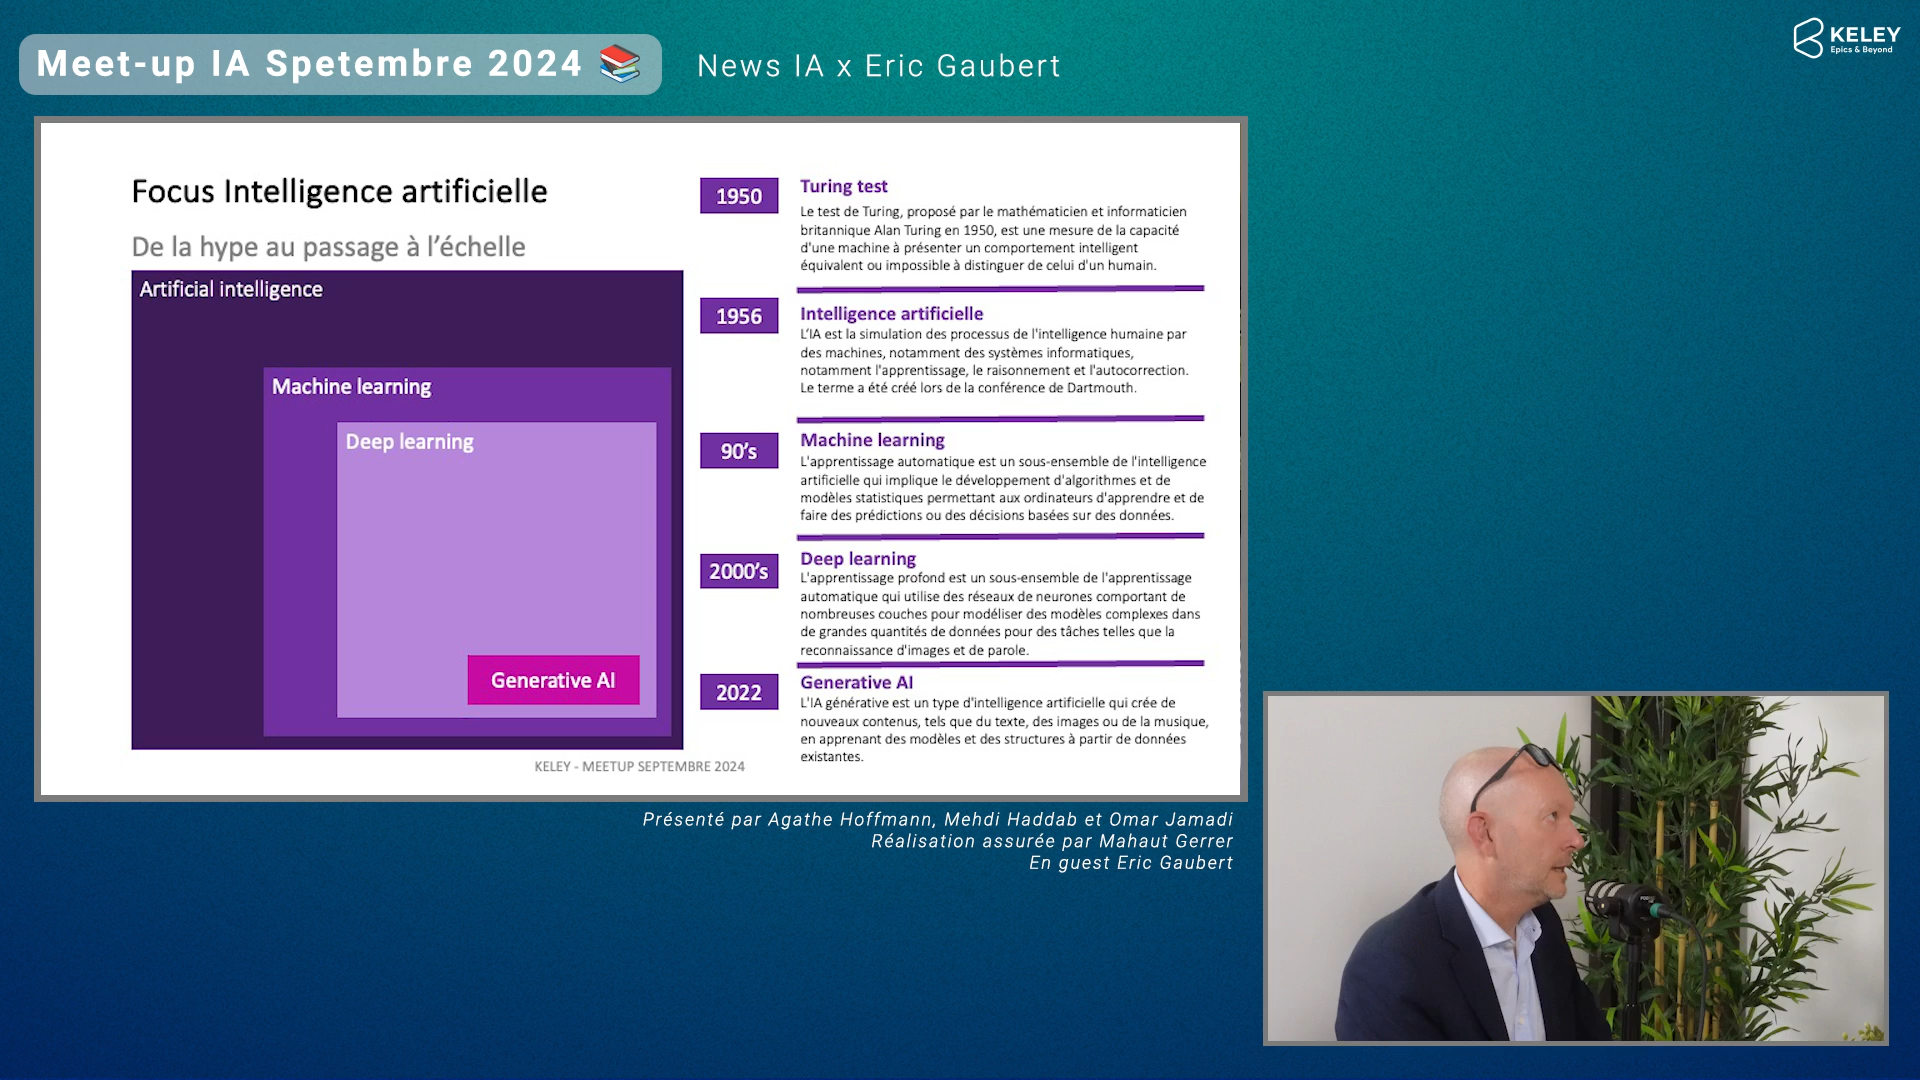 Meet-up IA Spetembre 2024
News IA x Eric Gaubert
KELEY
Epics & Beyond
Focus Intelligence artificielle
De la hype au passage à l’échelle
Artificial intelligence
Machine learning
Deep learning
Generative AI
1950
Turing test
Le test de Turing, proposé par le mathématicien et informaticien
britannique Alan Turing en 1950, est une mesure de la capacité
d'une machine à présenter un comportement intelligent
équivalent ou impossible à distinguer de celui d'un humain.
1956
Intelligence artificielle
L’IA est la simulation des processus de l'intelligence humaine par
des machines, notamment des systèmes informatiques,
notamment l'apprentissage, le raisonnement et l'autocorrection.
Le terme a été créé lors de la conférence de Dartmouth.
90’s
Machine learning
L'apprentissage automatique est un sous-ensemble de l'intelligence
artificielle qui implique le développement d'algorithmes et de
modèles statistiques permettant aux ordinateurs d'apprendre et de
faire des prédictions ou des décisions basées sur des données.
2000’s
Deep learning
L'apprentissage profond est un sous-ensemble de l'apprentissage
automatique qui utilise des réseaux de neurones comportant de
nombreuses couches pour modéliser des modèles complexes dans
de grandes quantités de données pour des tâches telles que la
reconnaissance d'images et de parole.
2022
Generative AI
L'IA générative est un type d'intelligence artificielle qui crée de
nouveaux contenus, tels que du texte, des images ou de la musique,
en apprenant des modèles et des structures à partir de données
existantes.
KELEY - MEETUP SEPTEMBRE 2024
Présenté par Agathe Hoffmann, Mehdi Haddab et Omar Jamadi
Réalisation assurée par Mahaut Gerrer
En guest Eric Gaubert